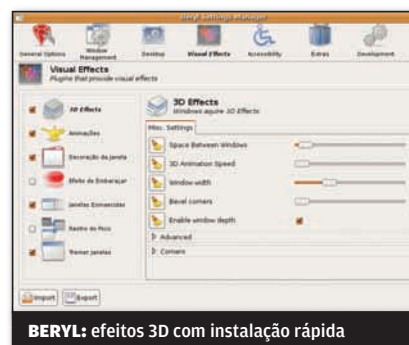 Beryl Settings Manager
General Options
Window Management
Desktop
Visual Effects
Accessibility
Extras
Development
Visual Effects
Plugins that provide visual effects
3D Effects
Animações
Decoração da janela
Efeito de Embaraçar
Janelas Esmaecidas
Rastro de Foco
Tremer janelas
3D Effects
Windows aquire 3D Effects
Misc. Settings
Space Between Windows
3D Animation Speed
Window width
Bevel corners
Enable window depth
Advanced
Corners
Import
Export
BERYL: efeitos 3D com instalação rápida